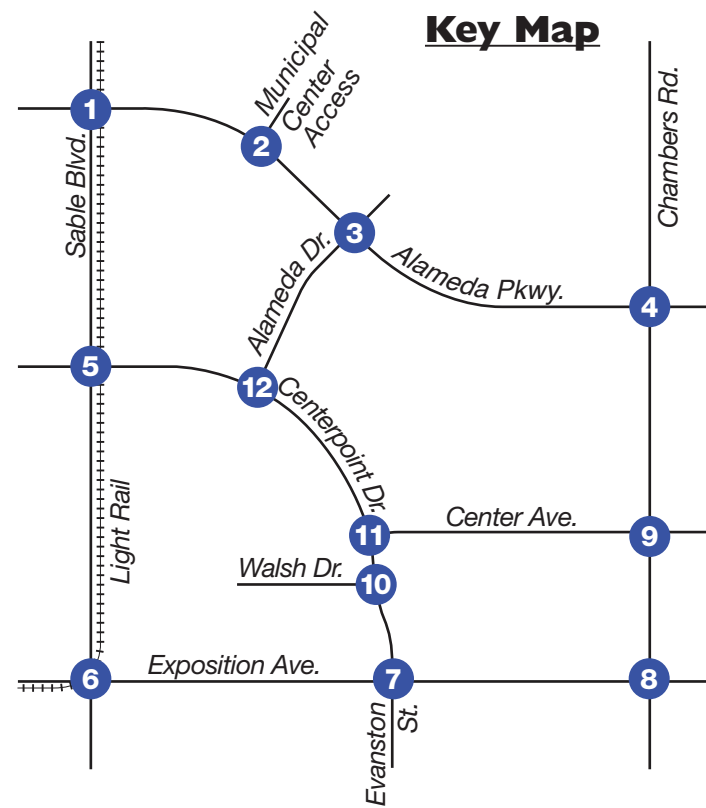 Key Map
Municipal
Center
Access
1
2
Sable Blvd.
Chambers Rd.
3
Alameda Dr.
Alameda Pkwy.
4
5
12
Centerpoint Dr.
Light Rail
11
Center Ave.
9
Walsh Dr.
10
6
Exposition Ave.
7
8
Evanston
St.